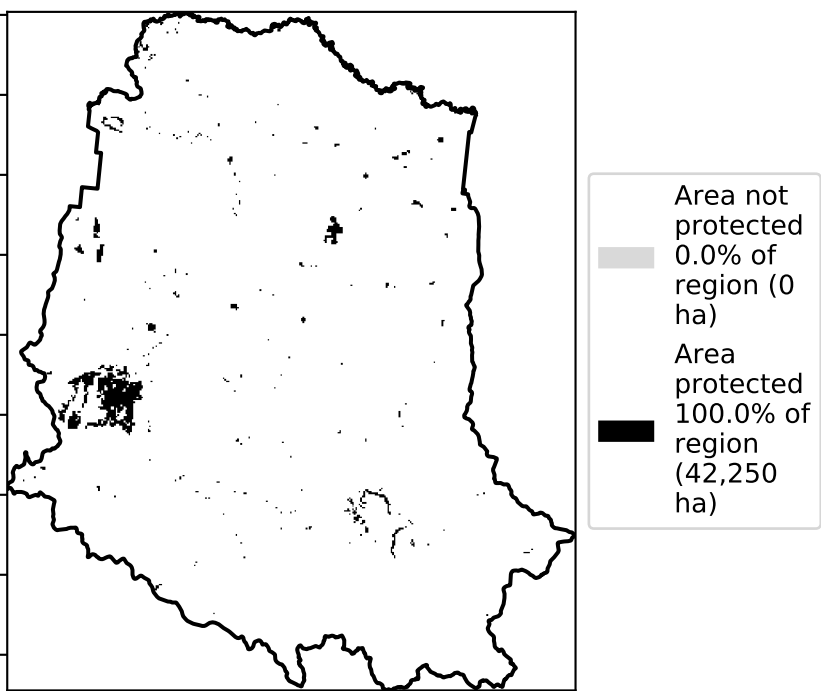 Area not
protected
0.0% of
region (0
ha)
Area
protected
100.0% of
region
(42,250
ha)